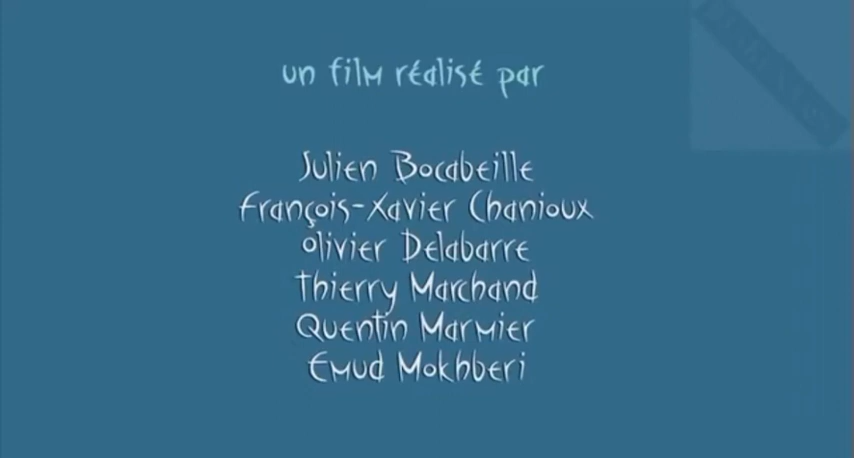 un film réalisé par
Julien Bocabeille
François-Xavier Chanioux
Olivier Delabarre
Thierry Marchand
Quentin Marmier
Emud Mokhberi